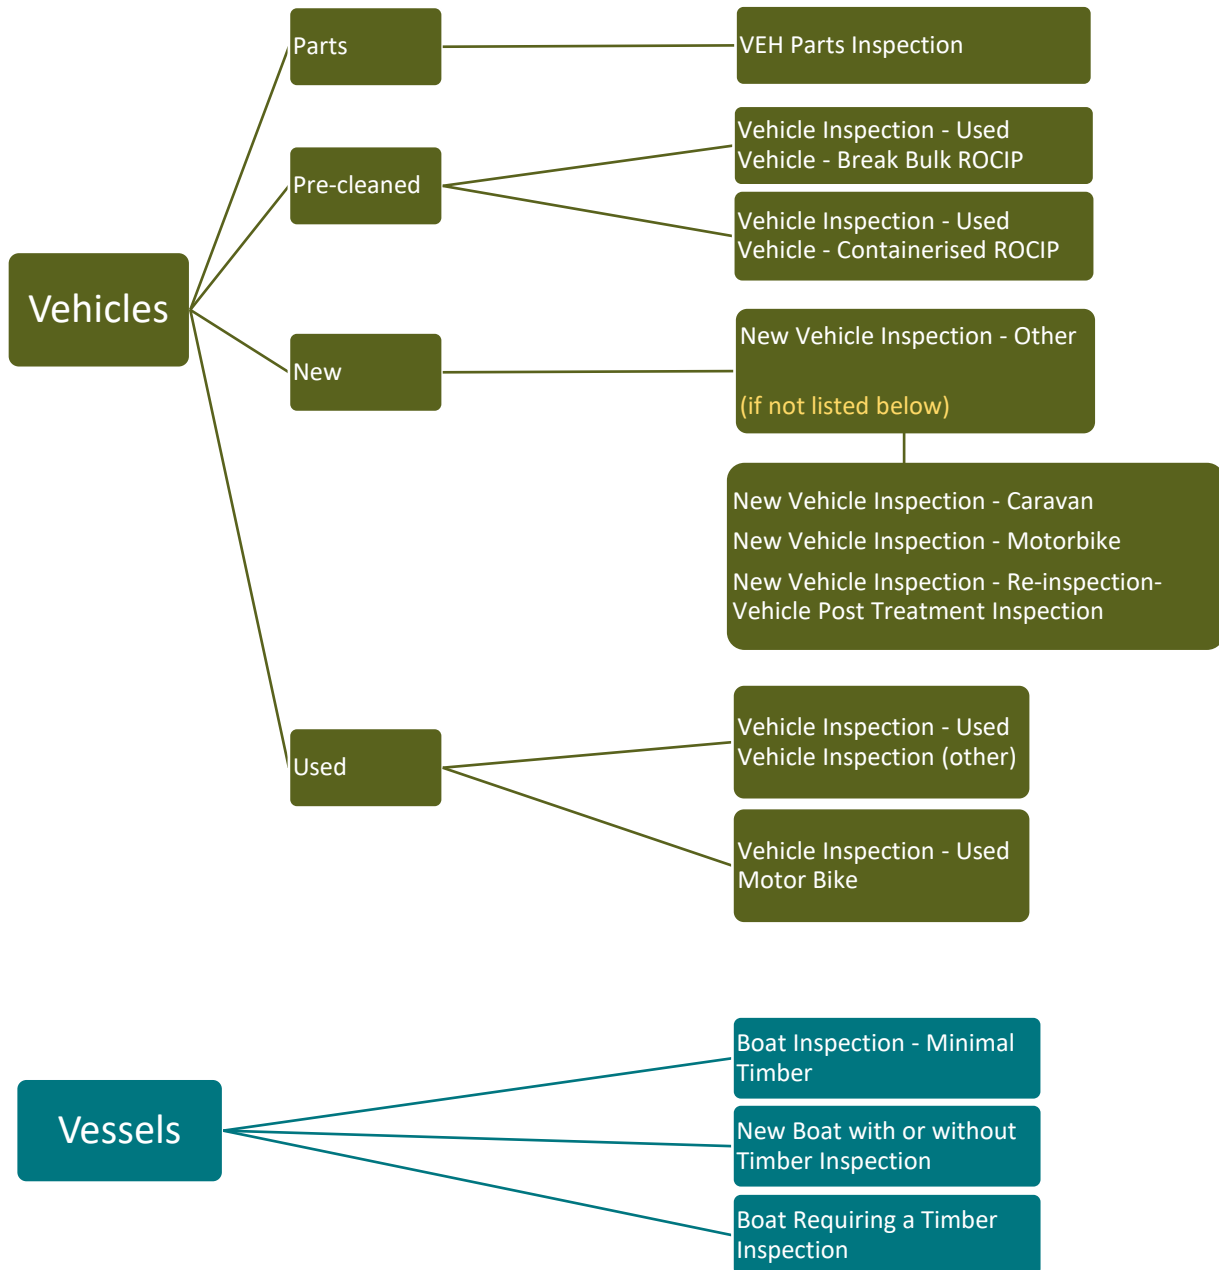 Parts
VEH Parts Inspection
Vehicle Inspection - Used
Vehicle - Break Bulk ROCIP
Pre-cleaned
Vehicle Inspection - Used
Vehicle - Containerised ROCIP
Vehicles
New Vehicle Inspection - Other
New
(if not listed below)
New Vehicle Inspection - Caravan
New Vehicle Inspection - Motorbike
New Vehicle Inspection - Re-inspection-
Vehicle Post Treatment Inspection
Used
Vehicle Inspection - Used
Vehicle Inspection (other)
Vehicle Inspection - Used
Motor Bike
Vessels
Boat Inspection - Minimal
Timber
New Boat with or without
Timber Inspection
Boat Requiring a Timber
Inspection